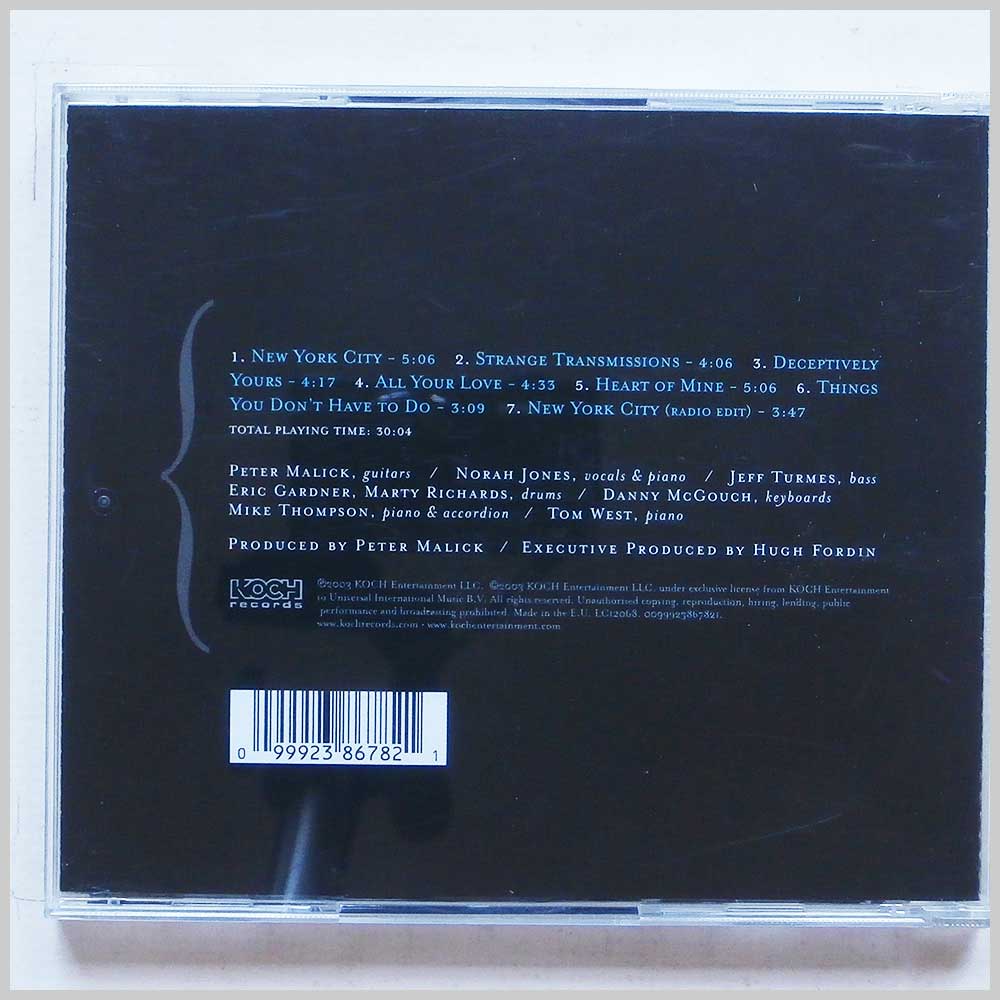 1. New York City – 5:06 2. Strange Transmissions – 4:06 3. Deceptively
Yours – 4:17 4. All Your Love – 4:33 5. Heart of Mine – 5:06 6. Things
You Don't Have to Do – 3:09 7. New York City (radio edit) – 3:47
total playing time: 30:04
Peter Malick, guitars / Norah Jones, vocals & piano / Jeff Turmes, bass
Eric Gardner, Marty Richards, drums / Danny McGouch, keyboards
Mike Thompson, piano & accordion / Tom West, piano
Produced by Peter Malick / Executive Produced by Hugh Fordin
KOCH
records
℗2003 KOCH Entertainment LLC. ©2003 KOCH Entertainment LLC. under exclusive license from KOCH Entertainment
to Universal International Music B.V. All rights reserved. Unauthorised copying, reproduction, hiring, lending, public
performance and broadcasting prohibited. Made in the E.U. LC12068. 0099923867821.
www.kochrecords.com · www.kochentertainment.com
0 99923 86782 1